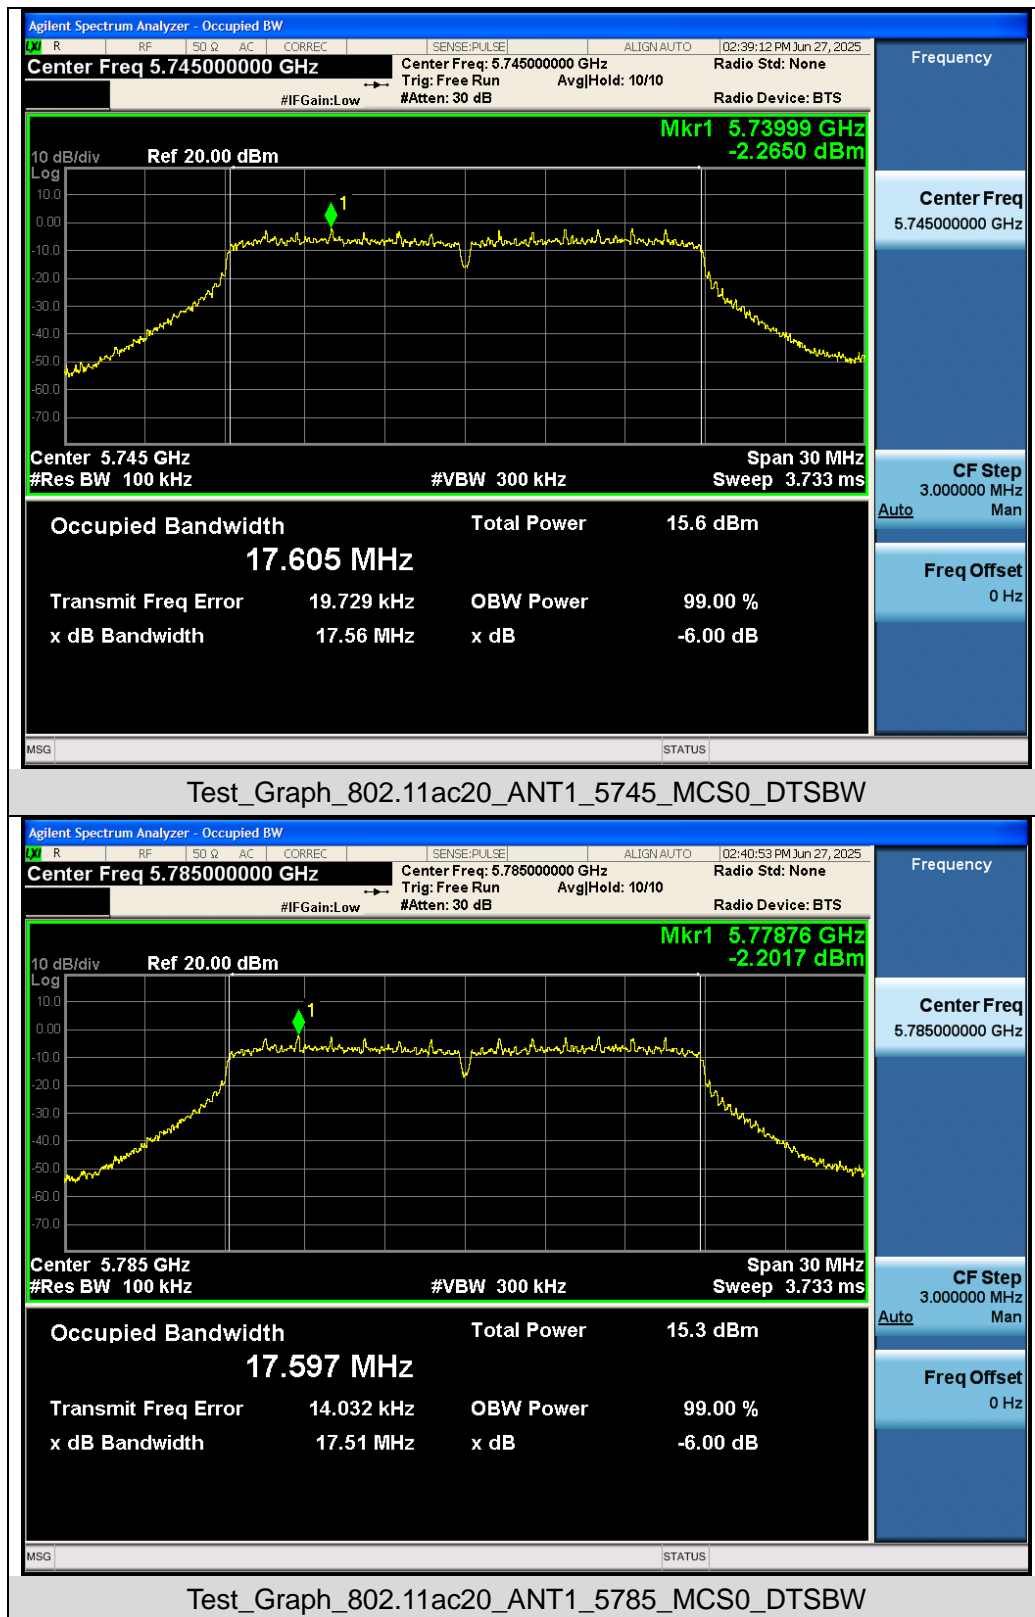 Agilent Spectrum Analyzer - Occupied BW
LXI R RF 50 Ω AC CORREC SENSE:PULSE ALIGN AUTO 02:39:12 PM Jun 27, 2025
Center Freq 5.745000000 GHz Center Freq: 5.745000000 GHz Radio Std: None
Trig: Free Run Avg|Hold: 10/10
#IFGain:Low #Atten: 30 dB Radio Device: BTS
Frequency
Mkr1 5.73999 GHz
-2.2650 dBm
10 dB/div Ref 20.00 dBm
Log
10.0
0.00
-10.0
-20.0
-30.0
-40.0
-50.0
-60.0
-70.0
1
Center 5.745 GHz Span 30 MHz
#Res BW 100 kHz #VBW 300 kHz Sweep 3.733 ms
Occupied Bandwidth Total Power 15.6 dBm
17.605 MHz
Transmit Freq Error 19.729 kHz OBW Power 99.00 %
x dB Bandwidth 17.56 MHz x dB -6.00 dB
Center Freq
5.745000000 GHz
CF Step
3.000000 MHz
Auto Man
Freq Offset
0 Hz
MSG STATUS
Test_Graph_802.11ac20_ANT1_5745_MCS0_DTSBW
Agilent Spectrum Analyzer - Occupied BW
LXI R RF 50 Ω AC CORREC SENSE:PULSE ALIGN AUTO 02:40:53 PM Jun 27, 2025
Center Freq 5.785000000 GHz Center Freq: 5.785000000 GHz Radio Std: None
Trig: Free Run Avg|Hold: 10/10
#IFGain:Low #Atten: 30 dB Radio Device: BTS
Frequency
Mkr1 5.77876 GHz
-2.2017 dBm
10 dB/div Ref 20.00 dBm
Log
10.0
0.00
-10.0
-20.0
-30.0
-40.0
-50.0
-60.0
-70.0
1
Center 5.785 GHz Span 30 MHz
#Res BW 100 kHz #VBW 300 kHz Sweep 3.733 ms
Occupied Bandwidth Total Power 15.3 dBm
17.597 MHz
Transmit Freq Error 14.032 kHz OBW Power 99.00 %
x dB Bandwidth 17.51 MHz x dB -6.00 dB
Center Freq
5.785000000 GHz
CF Step
3.000000 MHz
Auto Man
Freq Offset
0 Hz
MSG STATUS
Test_Graph_802.11ac20_ANT1_5785_MCS0_DTSBW